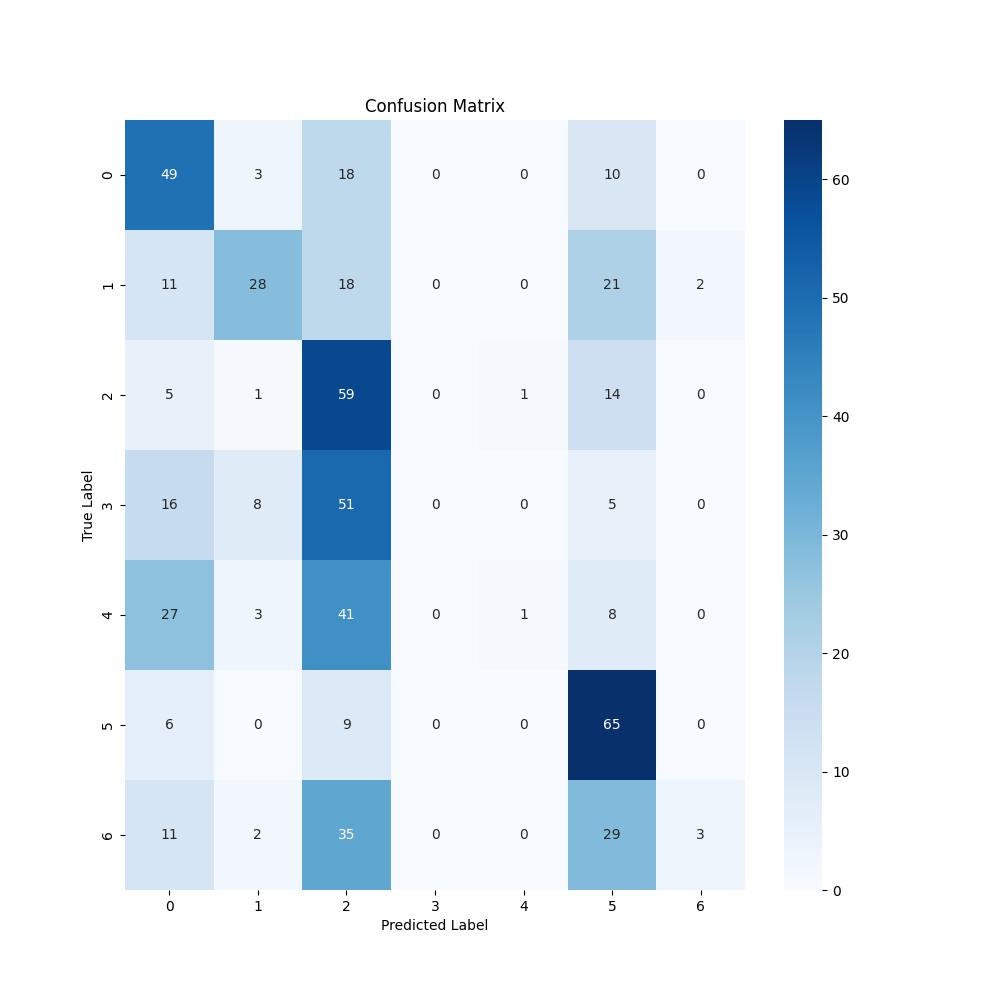 Confusion Matrix
0 49 3 18 0 0 10 0
1 11 28 18 0 0 21 2
2 5 1 59 0 1 14 0
3 16 8 51 0 0 5 0
4 27 3 41 0 1 8 0
5 6 0 9 0 0 65 0
6 11 2 35 0 0 29 3
0 1 2 3 4 5 6
Predicted Label
True Label
60
50
40
30
20
10
0